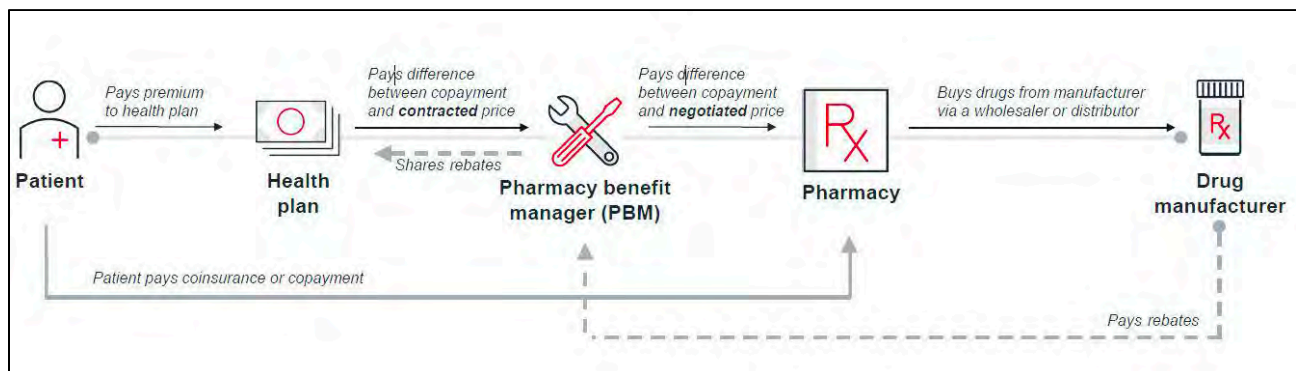 Pays premium
to health plan
Pays difference
between copayment
and contracted price
Pays difference
between copayment
and negotiated price
Buys drugs from manufacturer
via a wholesaler or distributor
Rx
Rx
Shares rebates
Patient
Health
plan
Pharmacy benefit
manager (PBM)
Pharmacy
Drug
manufacturer
Patient pays coinsurance or copayment
Pays rebates